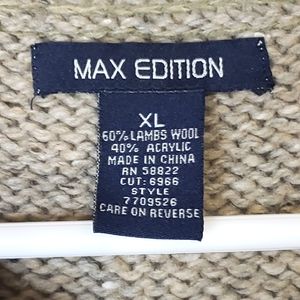 MAX EDITION
XL
60% LAMBS WOOL
40% ACRYLIC
MADE IN CHINA
RN 58822
CUT: 6966
STYLE
7709526
CARE ON REVERSE